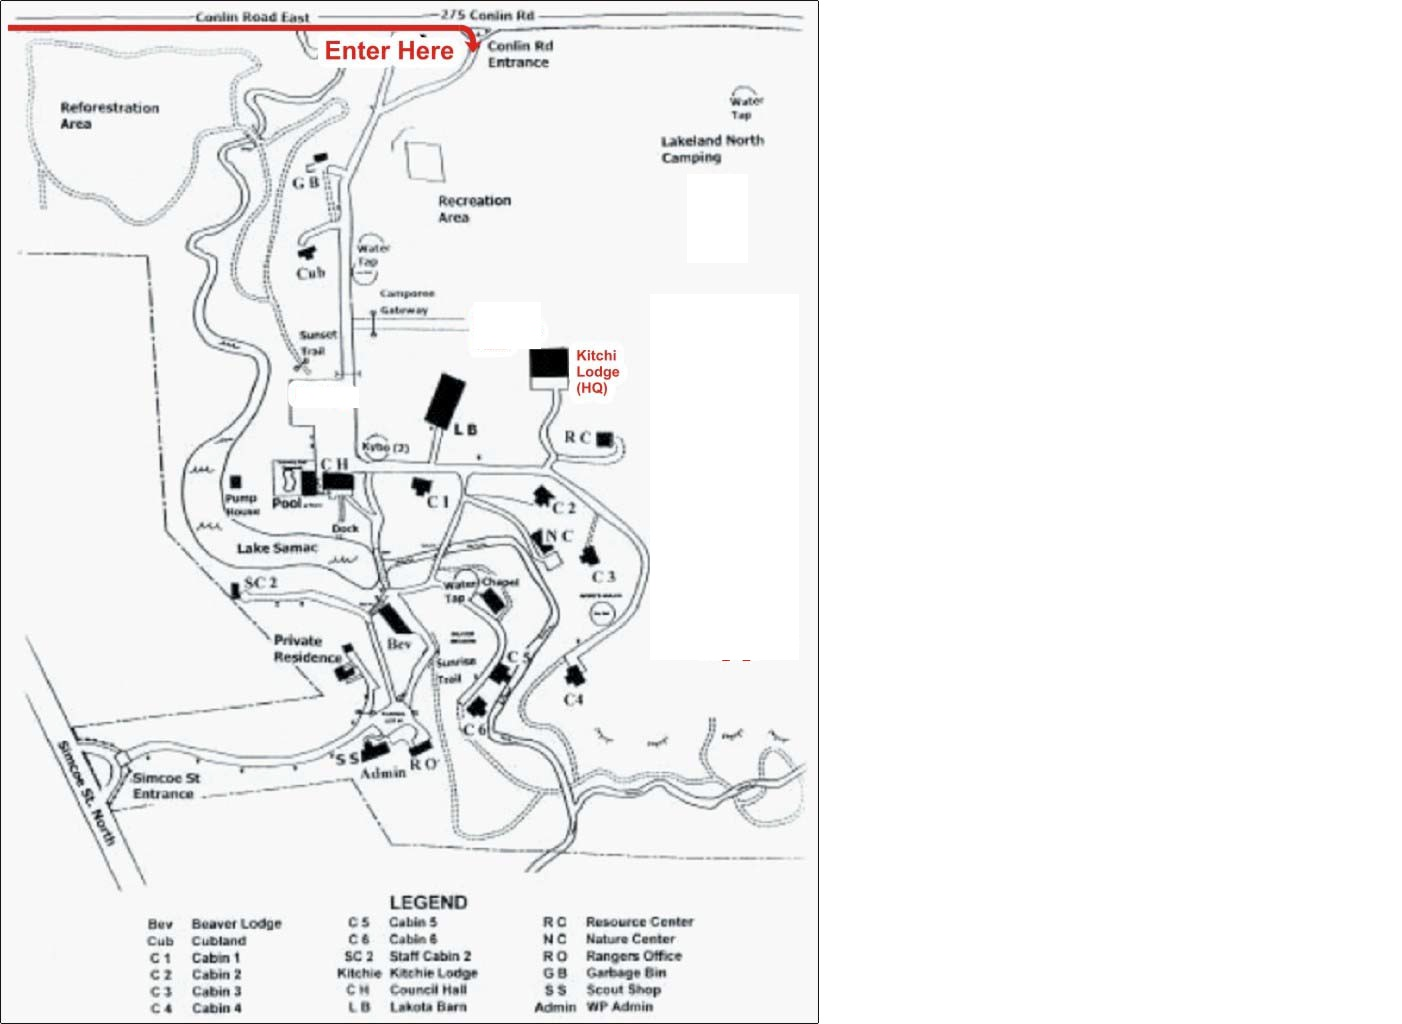 Conlin Road East
275 Conlin Rd
Enter Here
Conlin Rd
Entrance
Reforestration
Area
Water
Tap
Lakeland North
Camping
G B
Recreation
Area
Water
Tap
Cub
Camporee
Gateway
Sunset
Trail
Kitchi
Lodge
(HQ)
L B
R C
Kybo (2)
C H
Pump
House
Pool
C 1
C 2
Dock
N C
Lake Samac
C 3
SC 2
Water
Tap
Chapel
Private
Residence
Bev
Sunrise
Trail
C 5
C4
C 6
S S
Admin
R O
Simcoe St
Entrance
Simcoe St. North
LEGEND
Bev Beaver Lodge
Cub Cubland
C 1 Cabin 1
C 2 Cabin 2
C 3 Cabin 3
C 4 Cabin 4
C 5 Cabin 5
C 6 Cabin 6
SC 2 Staff Cabin 2
Kitchie Kitchie Lodge
C H Council Hall
L B Lakota Barn
R C Resource Center
N C Nature Center
R O Rangers Office
G B Garbage Bin
S S Scout Shop
Admin WP Admin